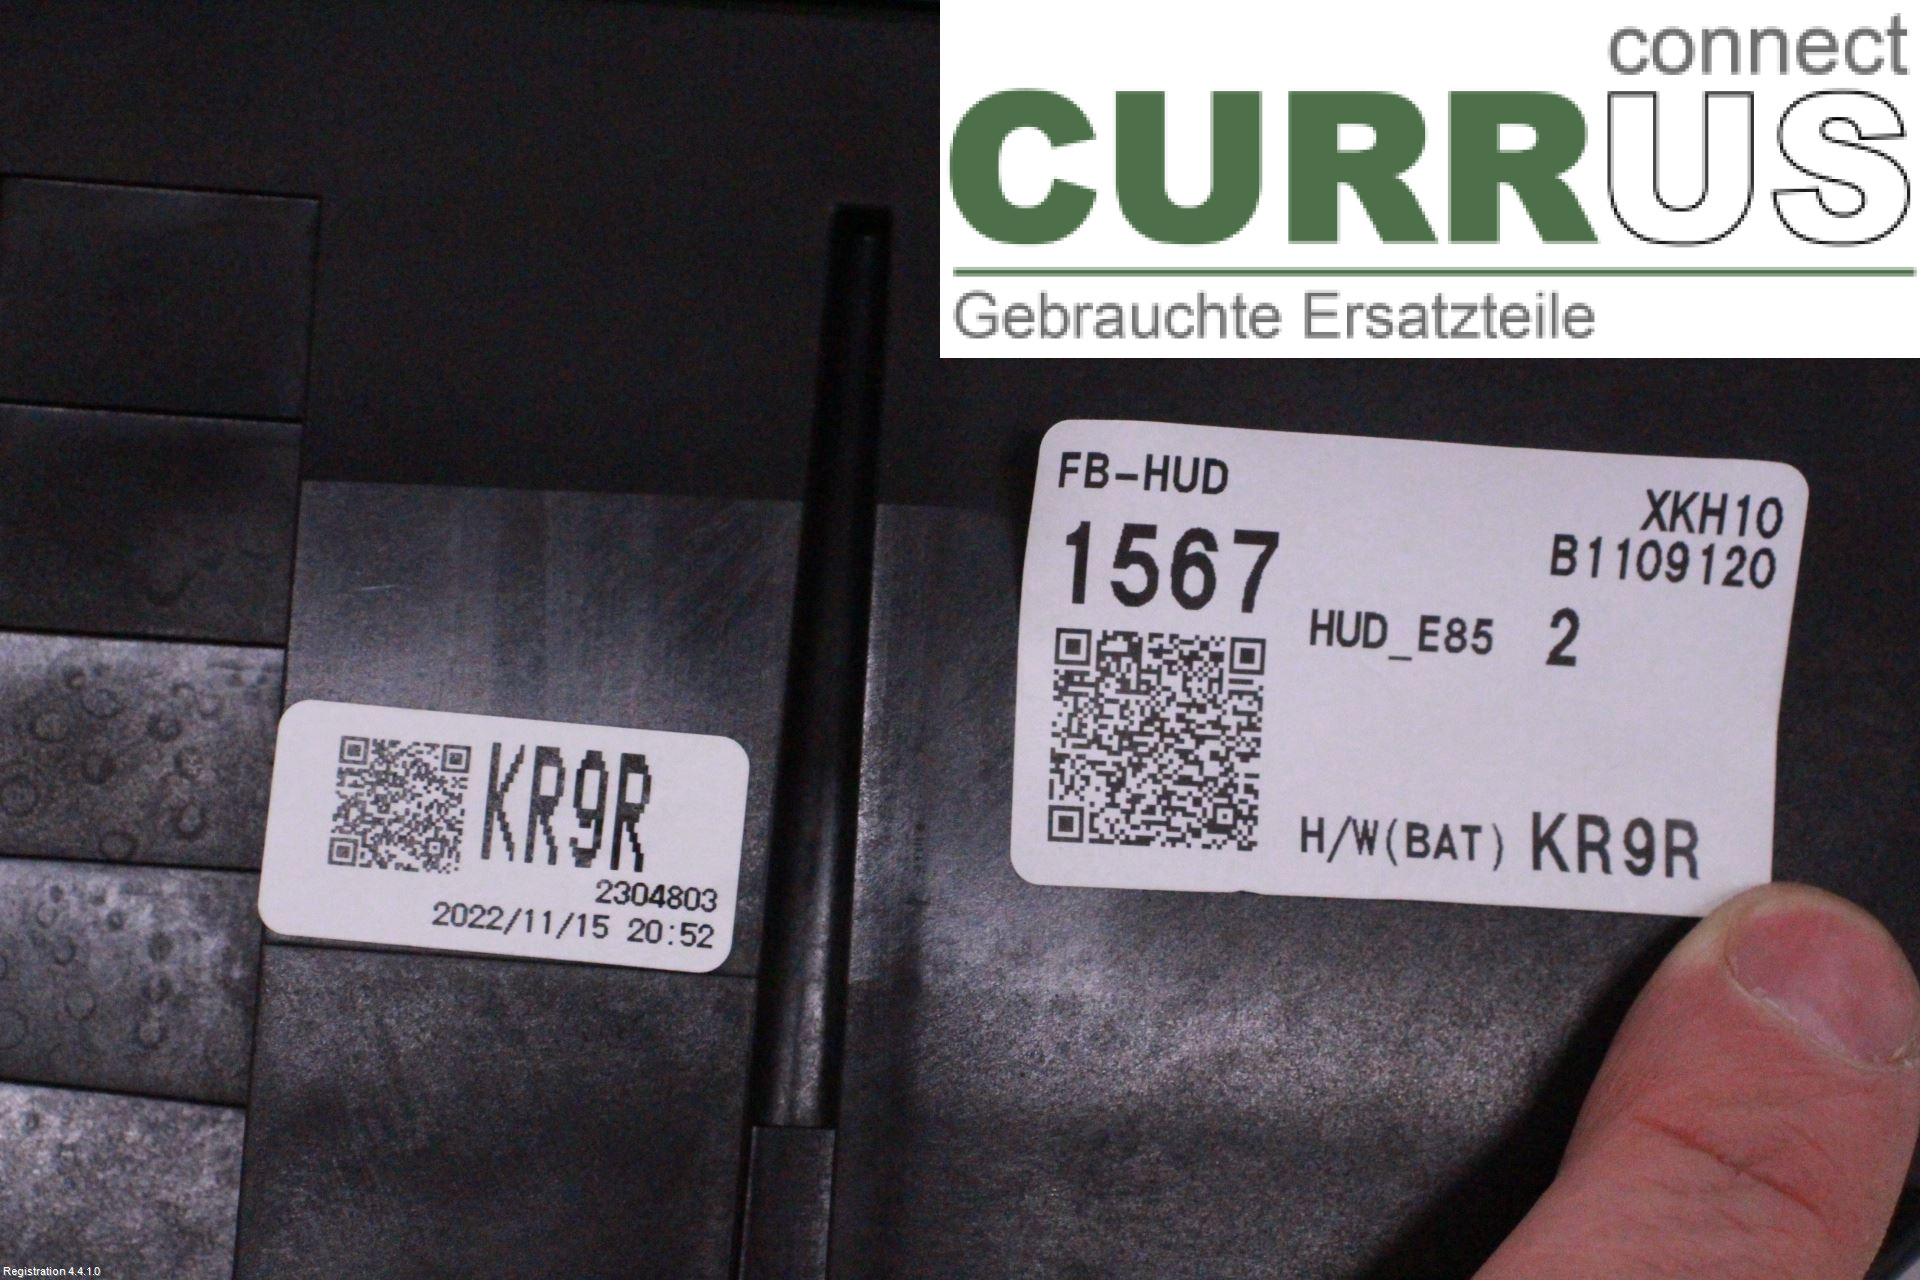 connect
CURRUS
Gebrauchte Ersatzteile
FB-HUD
XKH10
1567
B1109120
HUD_E85 2
H/W(BAT) KR9R
KR9R
2304803
2022/11/15 20:52
Registration 4.4.1.0